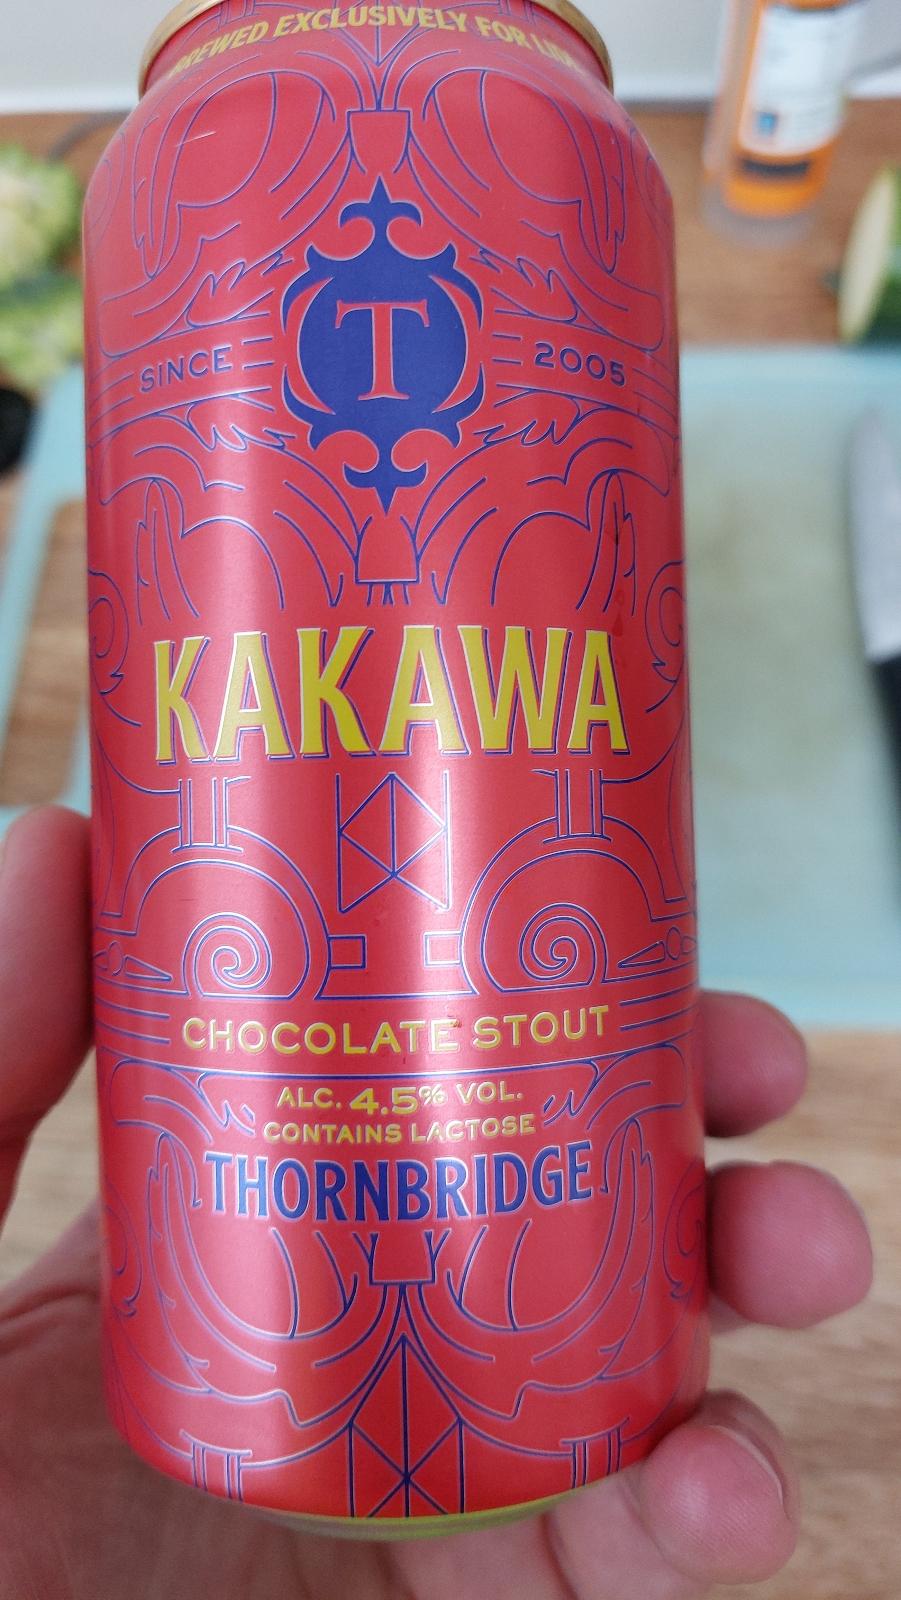 BREWED EXCLUSIVELY FOR
T
SINCE 2005
KAKAWA
CHOCOLATE STOUT
ALC. 4.5% VOL.
CONTAINS LACTOSE
THORNBRIDGE